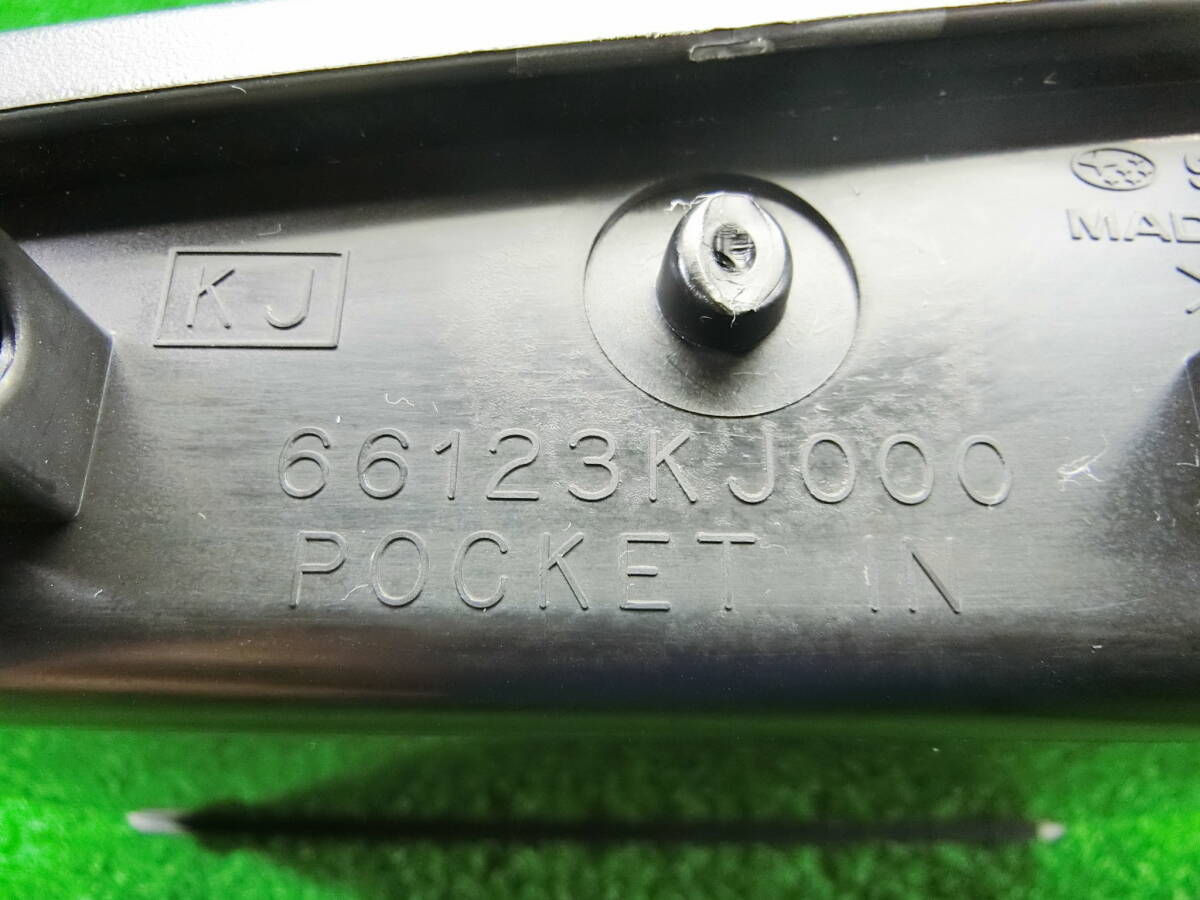 KJ
66123KJ000
POCKET IN